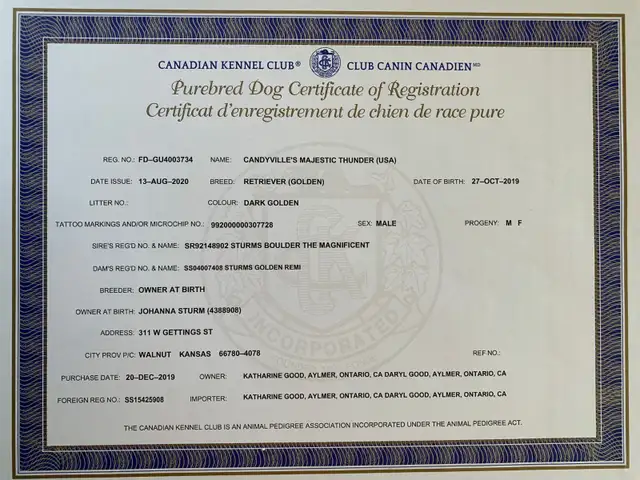 CANADIAN KENNEL CLUB® CLUB CANIN CANADIEN MD
Purebred Dog Certificate of Registration
Certificat d'enregistrement de chien de race pure
REG. NO.: FD–GU4003734 NAME: CANDYVILLE'S MAJESTIC THUNDER (USA)
DATE ISSUE: 13–AUG–2020 BREED: RETRIEVER (GOLDEN) DATE OF BIRTH: 27–OCT–2019
LITTER NO.: COLOUR: DARK GOLDEN
TATTOO MARKINGS AND/OR MICROCHIP NO.: 992000000307728 SEX: MALE PROGENY: M F
SIRE'S REG'D NO. & NAME: SR92148902 STURMS BOULDER THE MAGNIFICENT
DAM'S REG'D NO. & NAME: SS04007408 STURMS GOLDEN REMI
BREEDER: OWNER AT BIRTH
OWNER AT BIRTH: JOHANNA STURM (4388908)
ADDRESS: 311 W GETTINGS ST
CITY PROV P/C: WALNUT KANSAS 66780–4078 REF NO.:
PURCHASE DATE: 20–DEC–2019 OWNER: KATHARINE GOOD, AYLMER, ONTARIO, CA DARYL GOOD, AYLMER, ONTARIO, CA
FOREIGN REG NO.: SS15425908 IMPORTER: KATHARINE GOOD, AYLMER, ONTARIO, CA DARYL GOOD, AYLMER, ONTARIO, CA
THE CANADIAN KENNEL CLUB IS AN ANIMAL PEDIGREE ASSOCIATION INCORPORATED UNDER THE ANIMAL PEDIGREE ACT.
INCORPORATED